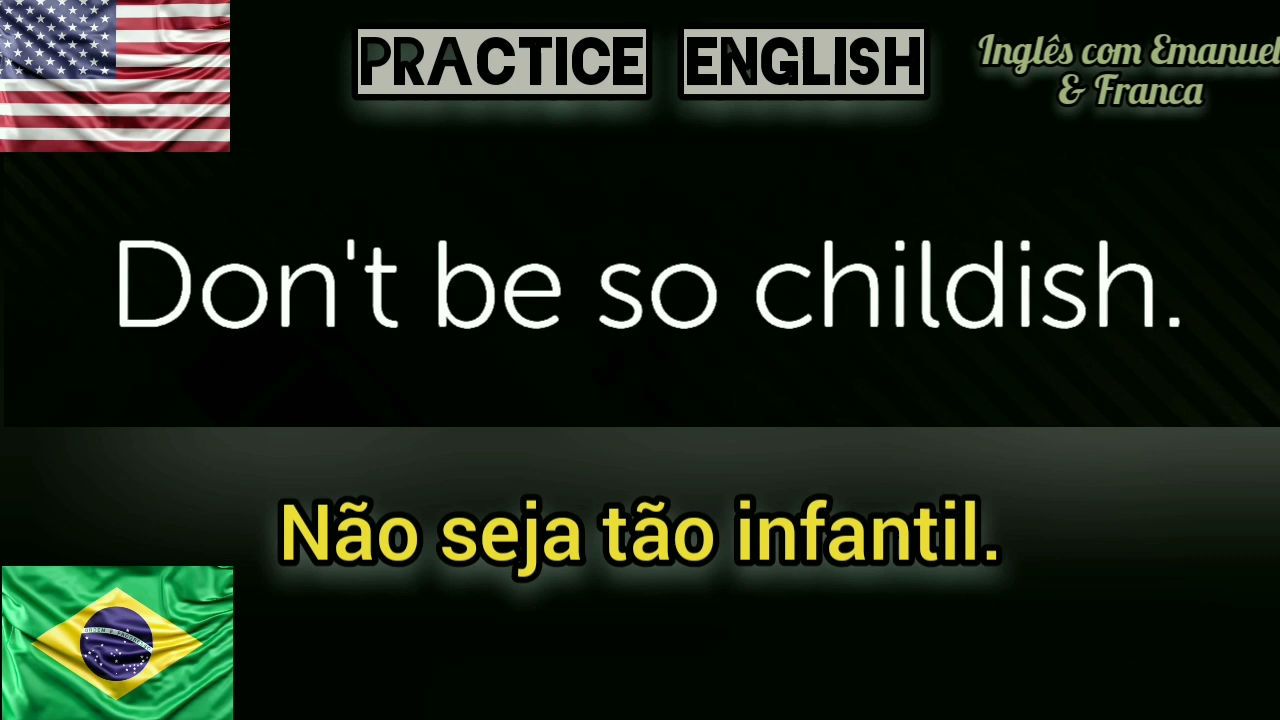 PRACTICE ENGLISH
Inglês com Emanuel
& Franca
Don't be so childish.
Não seja tão infantil.